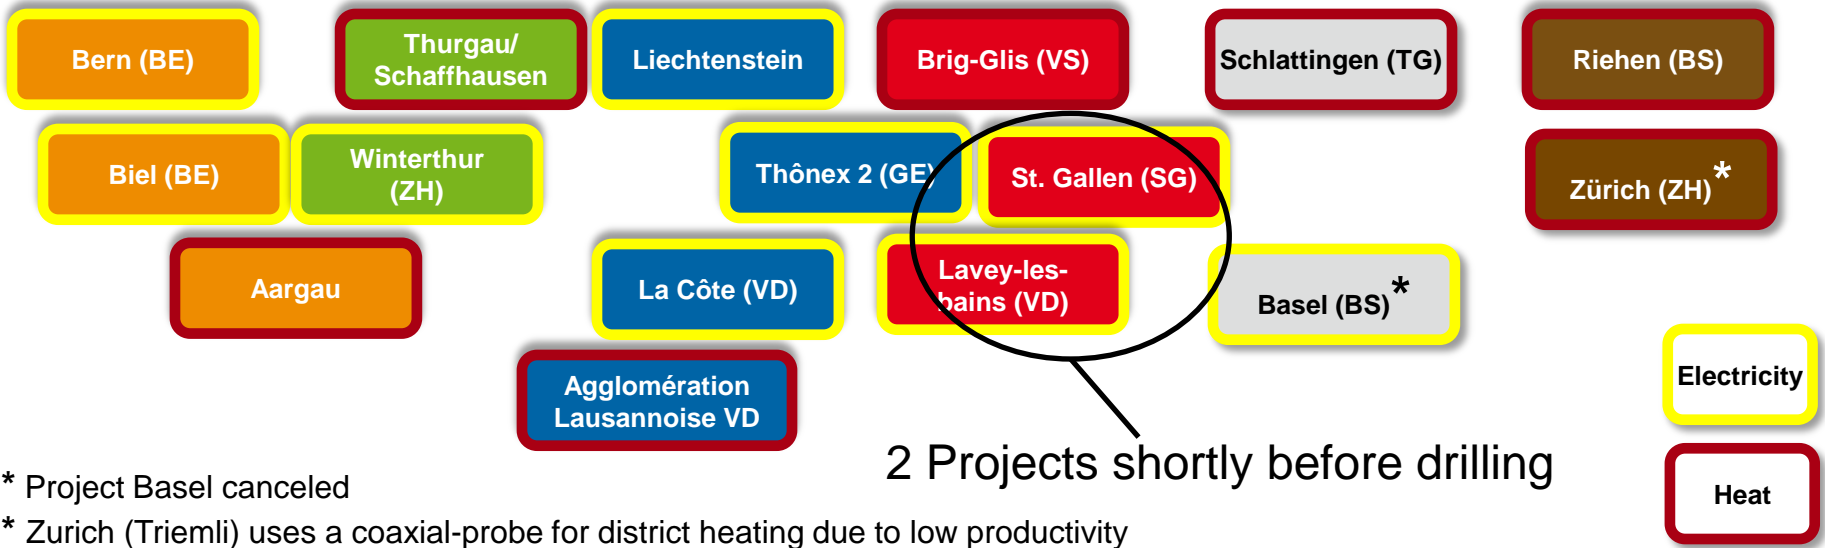 Bern (BE)
Thurgau/
Schaffhausen
Liechtenstein
Brig-Glis (VS)
Schlattingen (TG)
Riehen (BS)
Biel (BE)
Winterthur
(ZH)
Thônex 2 (GE)
St. Gallen (SG)
Zürich (ZH)*
Aargau
La Côte (VD)
Lavey-les-
bains (VD)
Basel (BS)*
Agglomération
Lausannoise VD
Electricity
Heat
2 Projects shortly before drilling
* Project Basel canceled
* Zurich (Triemli) uses a coaxial-probe for district heating due to low productivity